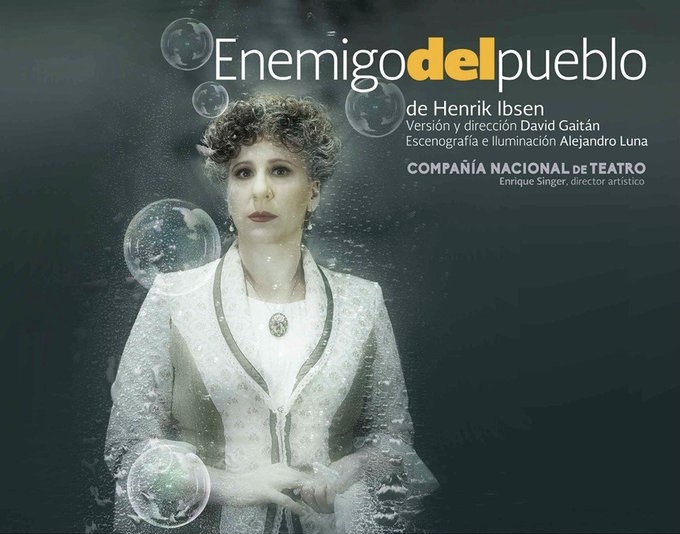 Enemigodelpueblo
de Henrik Ibsen
Versión y dirección David Gaitán
Escenografía e Iluminación Alejandro Luna
COMPAÑÍA NACIONAL DE TEATRO
Enrique Singer, director artístico